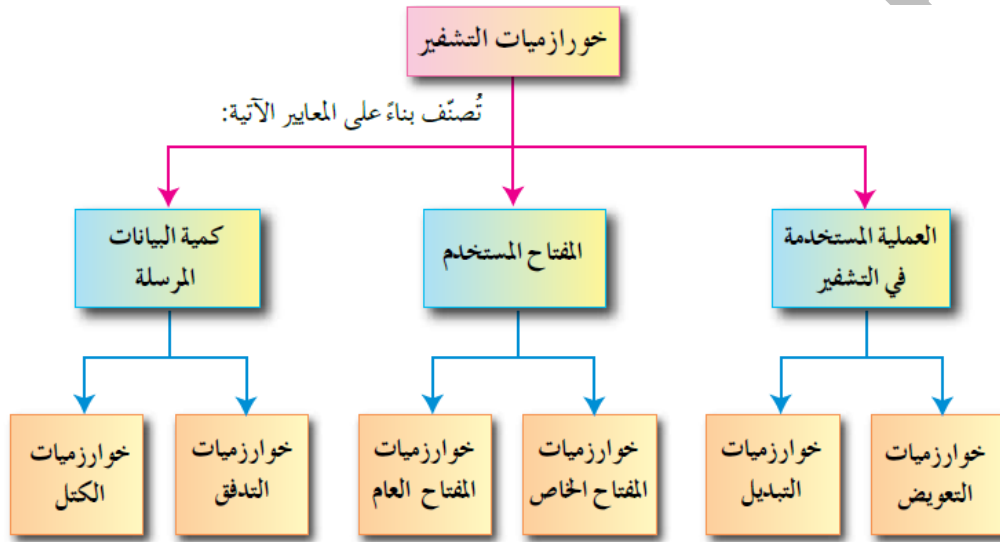 خورازميات التشفير
تُصنّف بناءً على المعايير الآتية:
العملية المستخدمة
في التشفير
المفتاح المستخدم
كمية البيانات
المرسلة
خوارزميات
التعويض
خوارزميات
التبديل
خوارزميات
المفتاح الخاص
خوارزميات
المفتاح العام
خوارزميات
التدفق
خوارزميات
الكتل